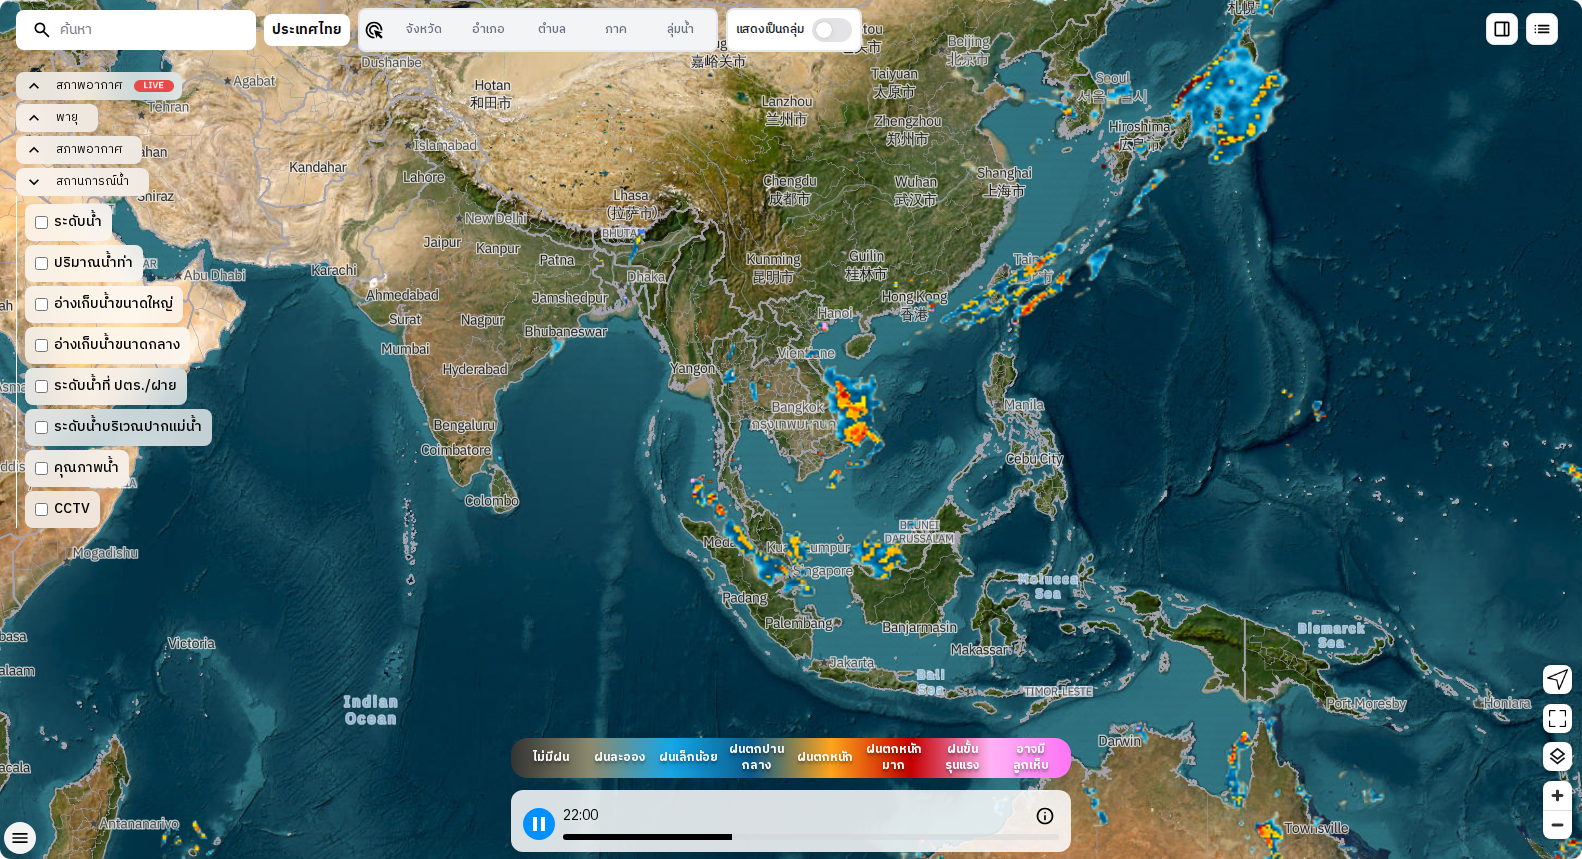 ค้นหา
ประเทศไทย
จังหวัด
อำเภอ
ตำบล
ภาค
ลุ่มน้ำ
แสดงเป็นกลุ่ม
สภาพอากาศ LIVE
พายุ
สภาพอากาศ
สถานการณ์น้ำ
ระดับน้ำ
ปริมาณน้ำท่า
อ่างเก็บน้ำขนาดใหญ่
อ่างเก็บน้ำขนาดกลาง
ระดับน้ำที่ ปตร./ฝาย
ระดับน้ำบริเวณปากแม่น้ำ
คุณภาพน้ำ
CCTV
札幌
嘉峪关市
Beijing
北京市
Dushanbe
Agabat
Tehran
Hotan
和田市
Taiyuan
太原市
Seoul
Lanzhou
兰州市
Zhengzhou
郑州市
Hiroshima
Islamabad
Kandahar
Lahore
Shanghai
上海市
Chengdu
成都市
Wuhan
武汉市
Shiraz
Lhasa
(拉萨市)
New Delhi
BHUTAN
Jaipur
Kanpur
Patna
Kunming
昆明市
Guilin
桂林市
Abu Dhabi
Karachi
Dhaka
Ahmedabad
Jamshedpur
Hong Kong
香港
Hanoi
Surat
Nagpur
Bhubaneswar
Mumbai
Vientiane
Hyderabad
Yangon
Bangkok
กรุงเทพมหานคร
Manila
Bengaluru
Coimbatore
Cebu City
Colombo
BRUNEI
DARUSSALAM
Mogadishu
Singapore
Molucca
Sea
Padang
Palembang
Banjarmasin
Bismarck
Sea
Victoria
Makassar
Jakarta
Bali
Sea
TIMOR-LESTE
Indian
Ocean
Port Moresby
Honiara
Darwin
Antananarivo
Townsville
ไม่มีฝน
ฝนละออง
ฝนเล็กน้อย
ฝนตกปาน
กลาง
ฝนตกหนัก
ฝนตกหนัก
มาก
ฝนขั้น
รุนแรง
อาจมี
ลูกเห็บ
22:00